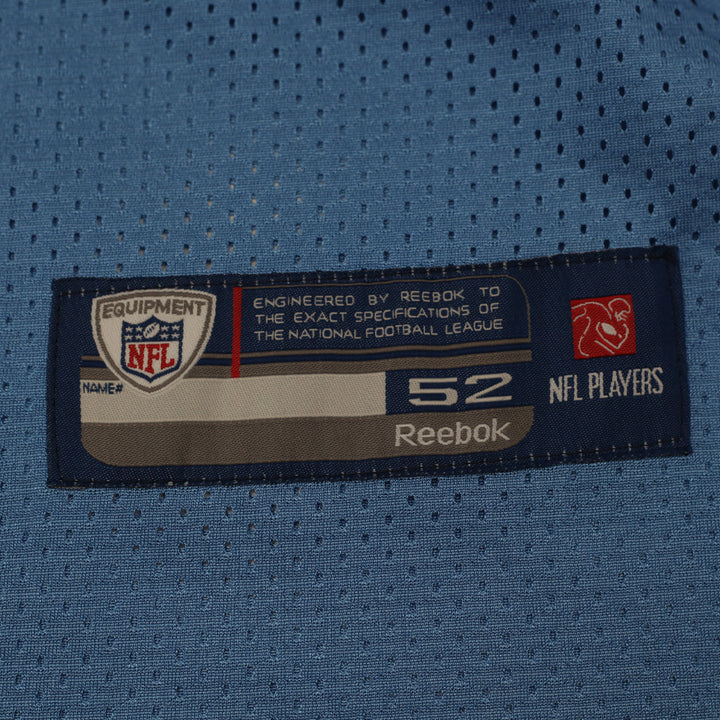 EQUIPMENT
NFL
ENGINEERED BY REEBOK TO
THE EXACT SPECIFICATIONS OF
THE NATIONAL FOOTBALL LEAGUE
NAME#
52
Reebok
NFL PLAYERS